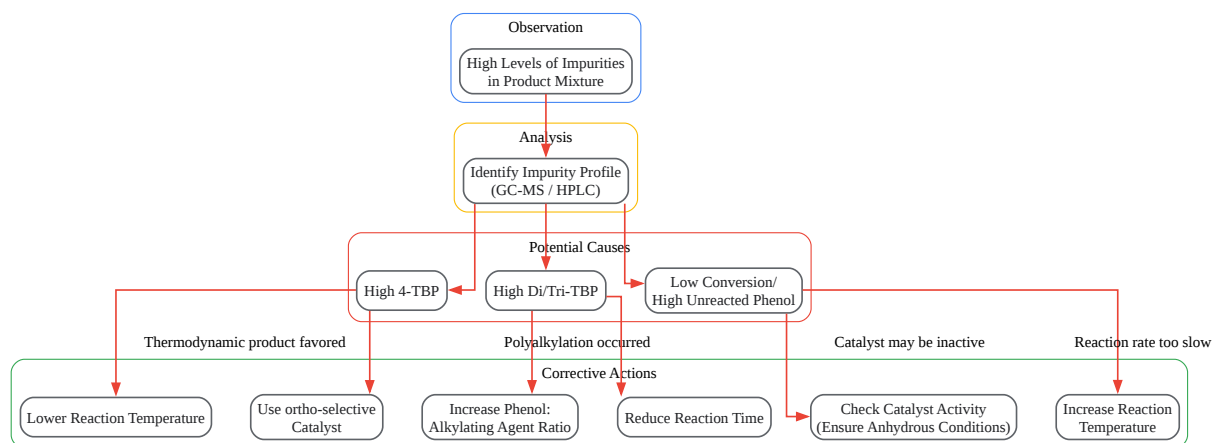 Observation
High Levels of Impurities
in Product Mixture
Analysis
Identify Impurity Profile
(GC-MS / HPLC)
Potential Causes
High 4-TBP
High Di/Tri-TBP
Low Conversion/
High Unreacted Phenol
Thermodynamic product favored
Polyalkylation occurred
Catalyst may be inactive
Reaction rate too slow
Corrective Actions
Lower Reaction Temperature
Use ortho-selective
Catalyst
Increase Phenol:
Alkylating Agent Ratio
Reduce Reaction Time
Check Catalyst Activity
(Ensure Anhydrous Conditions)
Increase Reaction
Temperature